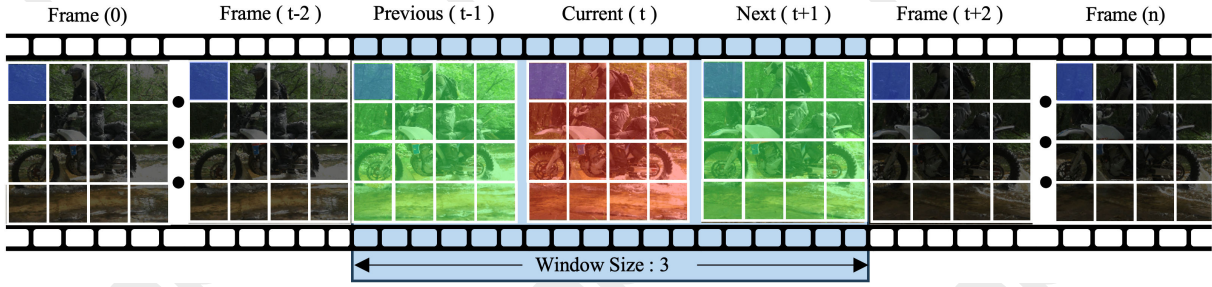 Frame (0)
Frame ( t-2 )
Previous ( t-1 )
Current ( t )
Next ( t+1 )
Frame ( t+2 )
Frame (n)
Window Size : 3